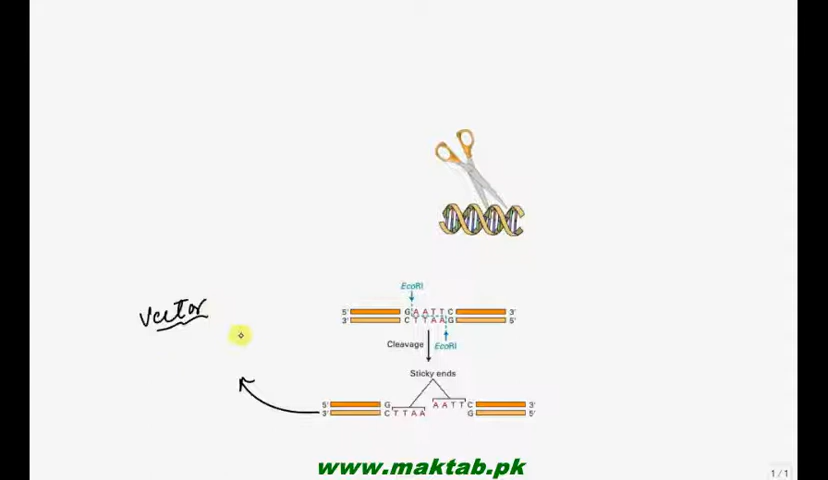 EcoRI
Vector
5' GAATTC 3'
3' CTTAAG 5'
Cleavage EcoRI
Sticky ends
5' G AATTC 3'
3' CTTAA G 5'
www.maktab.pk
1/1